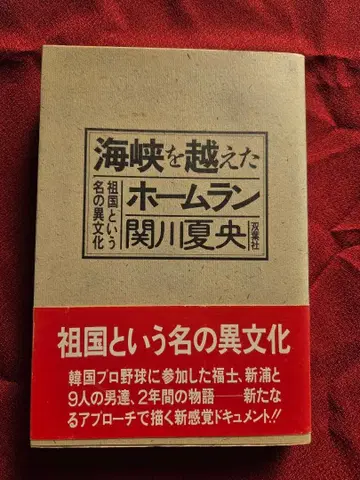 海峡を越えた
ホームラン
祖国という
名の異文化
関川夏央
双葉社
祖国という名の異文化
韓国プロ野球に参加した福士、新浦と
9人の男達、2年間の物語――新たな
るアプローチで描く新感覚ドキュメント!!